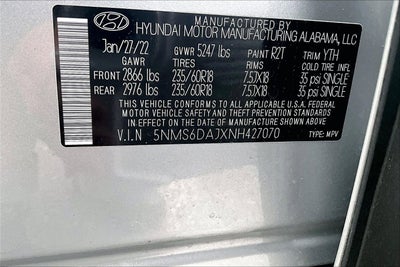 MANUFACTURED BY
HYUNDAI MOTOR MANUFACTURING ALABAMA, LLC
Jan/27/22 GVWR 5247 lbs PAINT R2T TRIM YTH
GAWR TIRES RIMS COLD TIRE INFL
FRONT 2866 lbs 235/60R18 7.5JX18 35 psi SINGLE
REAR 2976 lbs 235/60R18 7.5JX18 35 psi SINGLE
THIS VEHICLE CONFORMS TO ALL APPLICABLE U.S.A. FEDERAL
MOTOR VEHICLE SAFETY AND THEFT PREVENTION STANDARDS
IN EFFECT ON THE DATE OF MANUFACTURE SHOWN ABOVE.
V.I.N 5NMS6DAJXNH427070 TYPE: MPV